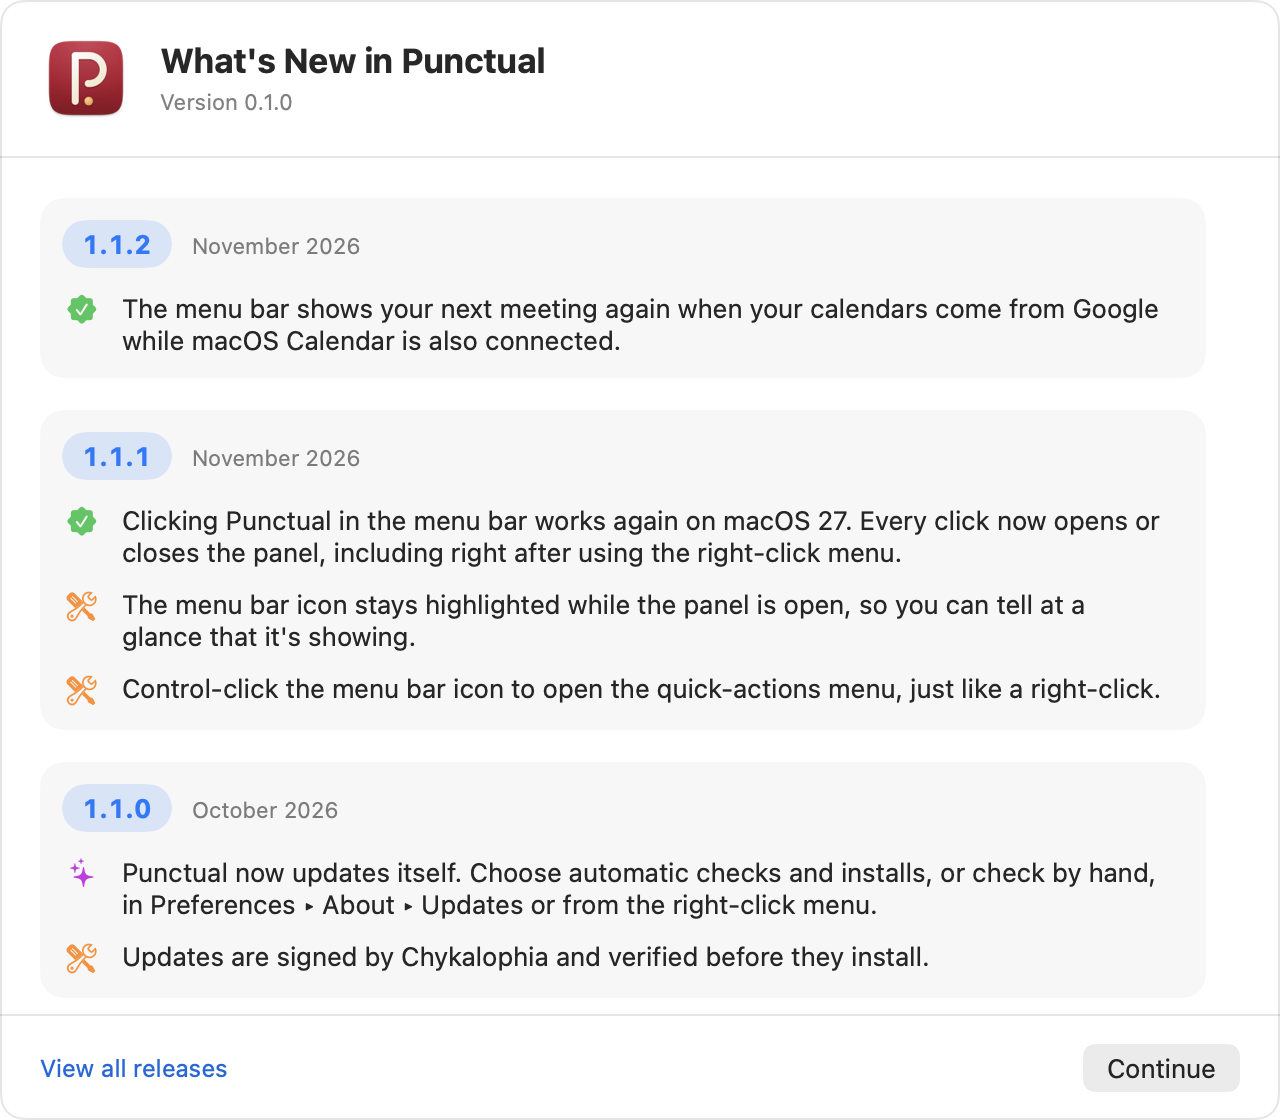 What's New in Punctual
Version 0.1.0
1.1.2 November 2026
The menu bar shows your next meeting again when your calendars come from Google
while macOS Calendar is also connected.
1.1.1 November 2026
Clicking Punctual in the menu bar works again on macOS 27. Every click now opens or
closes the panel, including right after using the right-click menu.
The menu bar icon stays highlighted while the panel is open, so you can tell at a
glance that it's showing.
Control-click the menu bar icon to open the quick-actions menu, just like a right-click.
1.1.0 October 2026
Punctual now updates itself. Choose automatic checks and installs, or check by hand,
in Preferences ▸ About ▸ Updates or from the right-click menu.
Updates are signed by Chykalophia and verified before they install.
View all releases
Continue